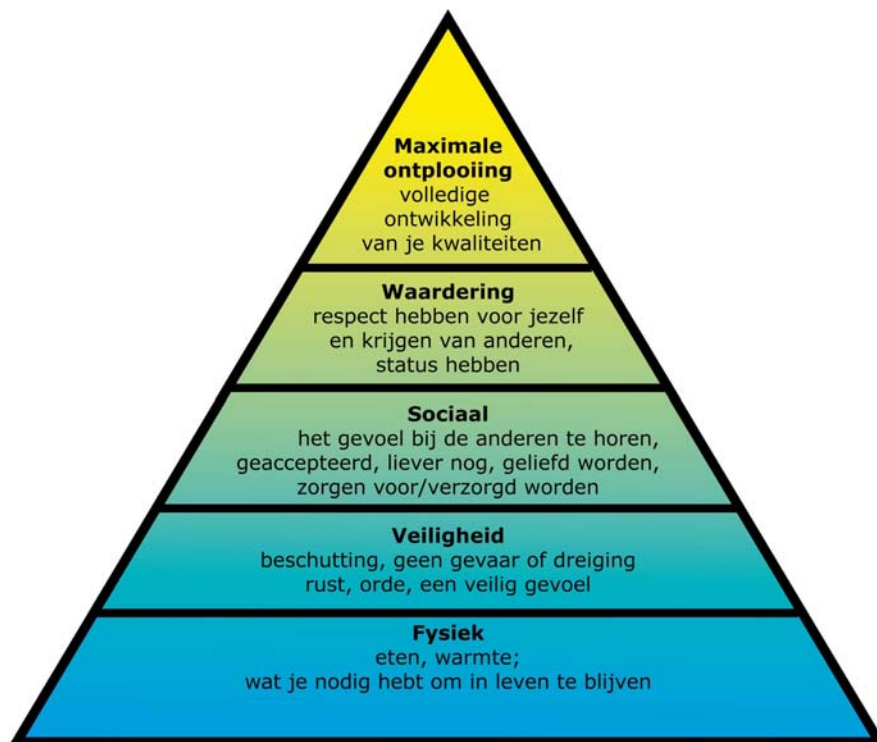 Maximale
ontplooiing
volledige
ontwikkeling
van je kwaliteiten
Waardering
respect hebben voor jezelf
en krijgen van anderen,
status hebben
Sociaal
het gevoel bij de anderen te horen,
geaccepteerd, liever nog, geliefd worden,
zorgen voor/verzorgd worden
Veiligheid
beschutting, geen gevaar of dreiging
rust, orde, een veilig gevoel
Fysiek
eten, warmte;
wat je nodig hebt om in leven te blijven